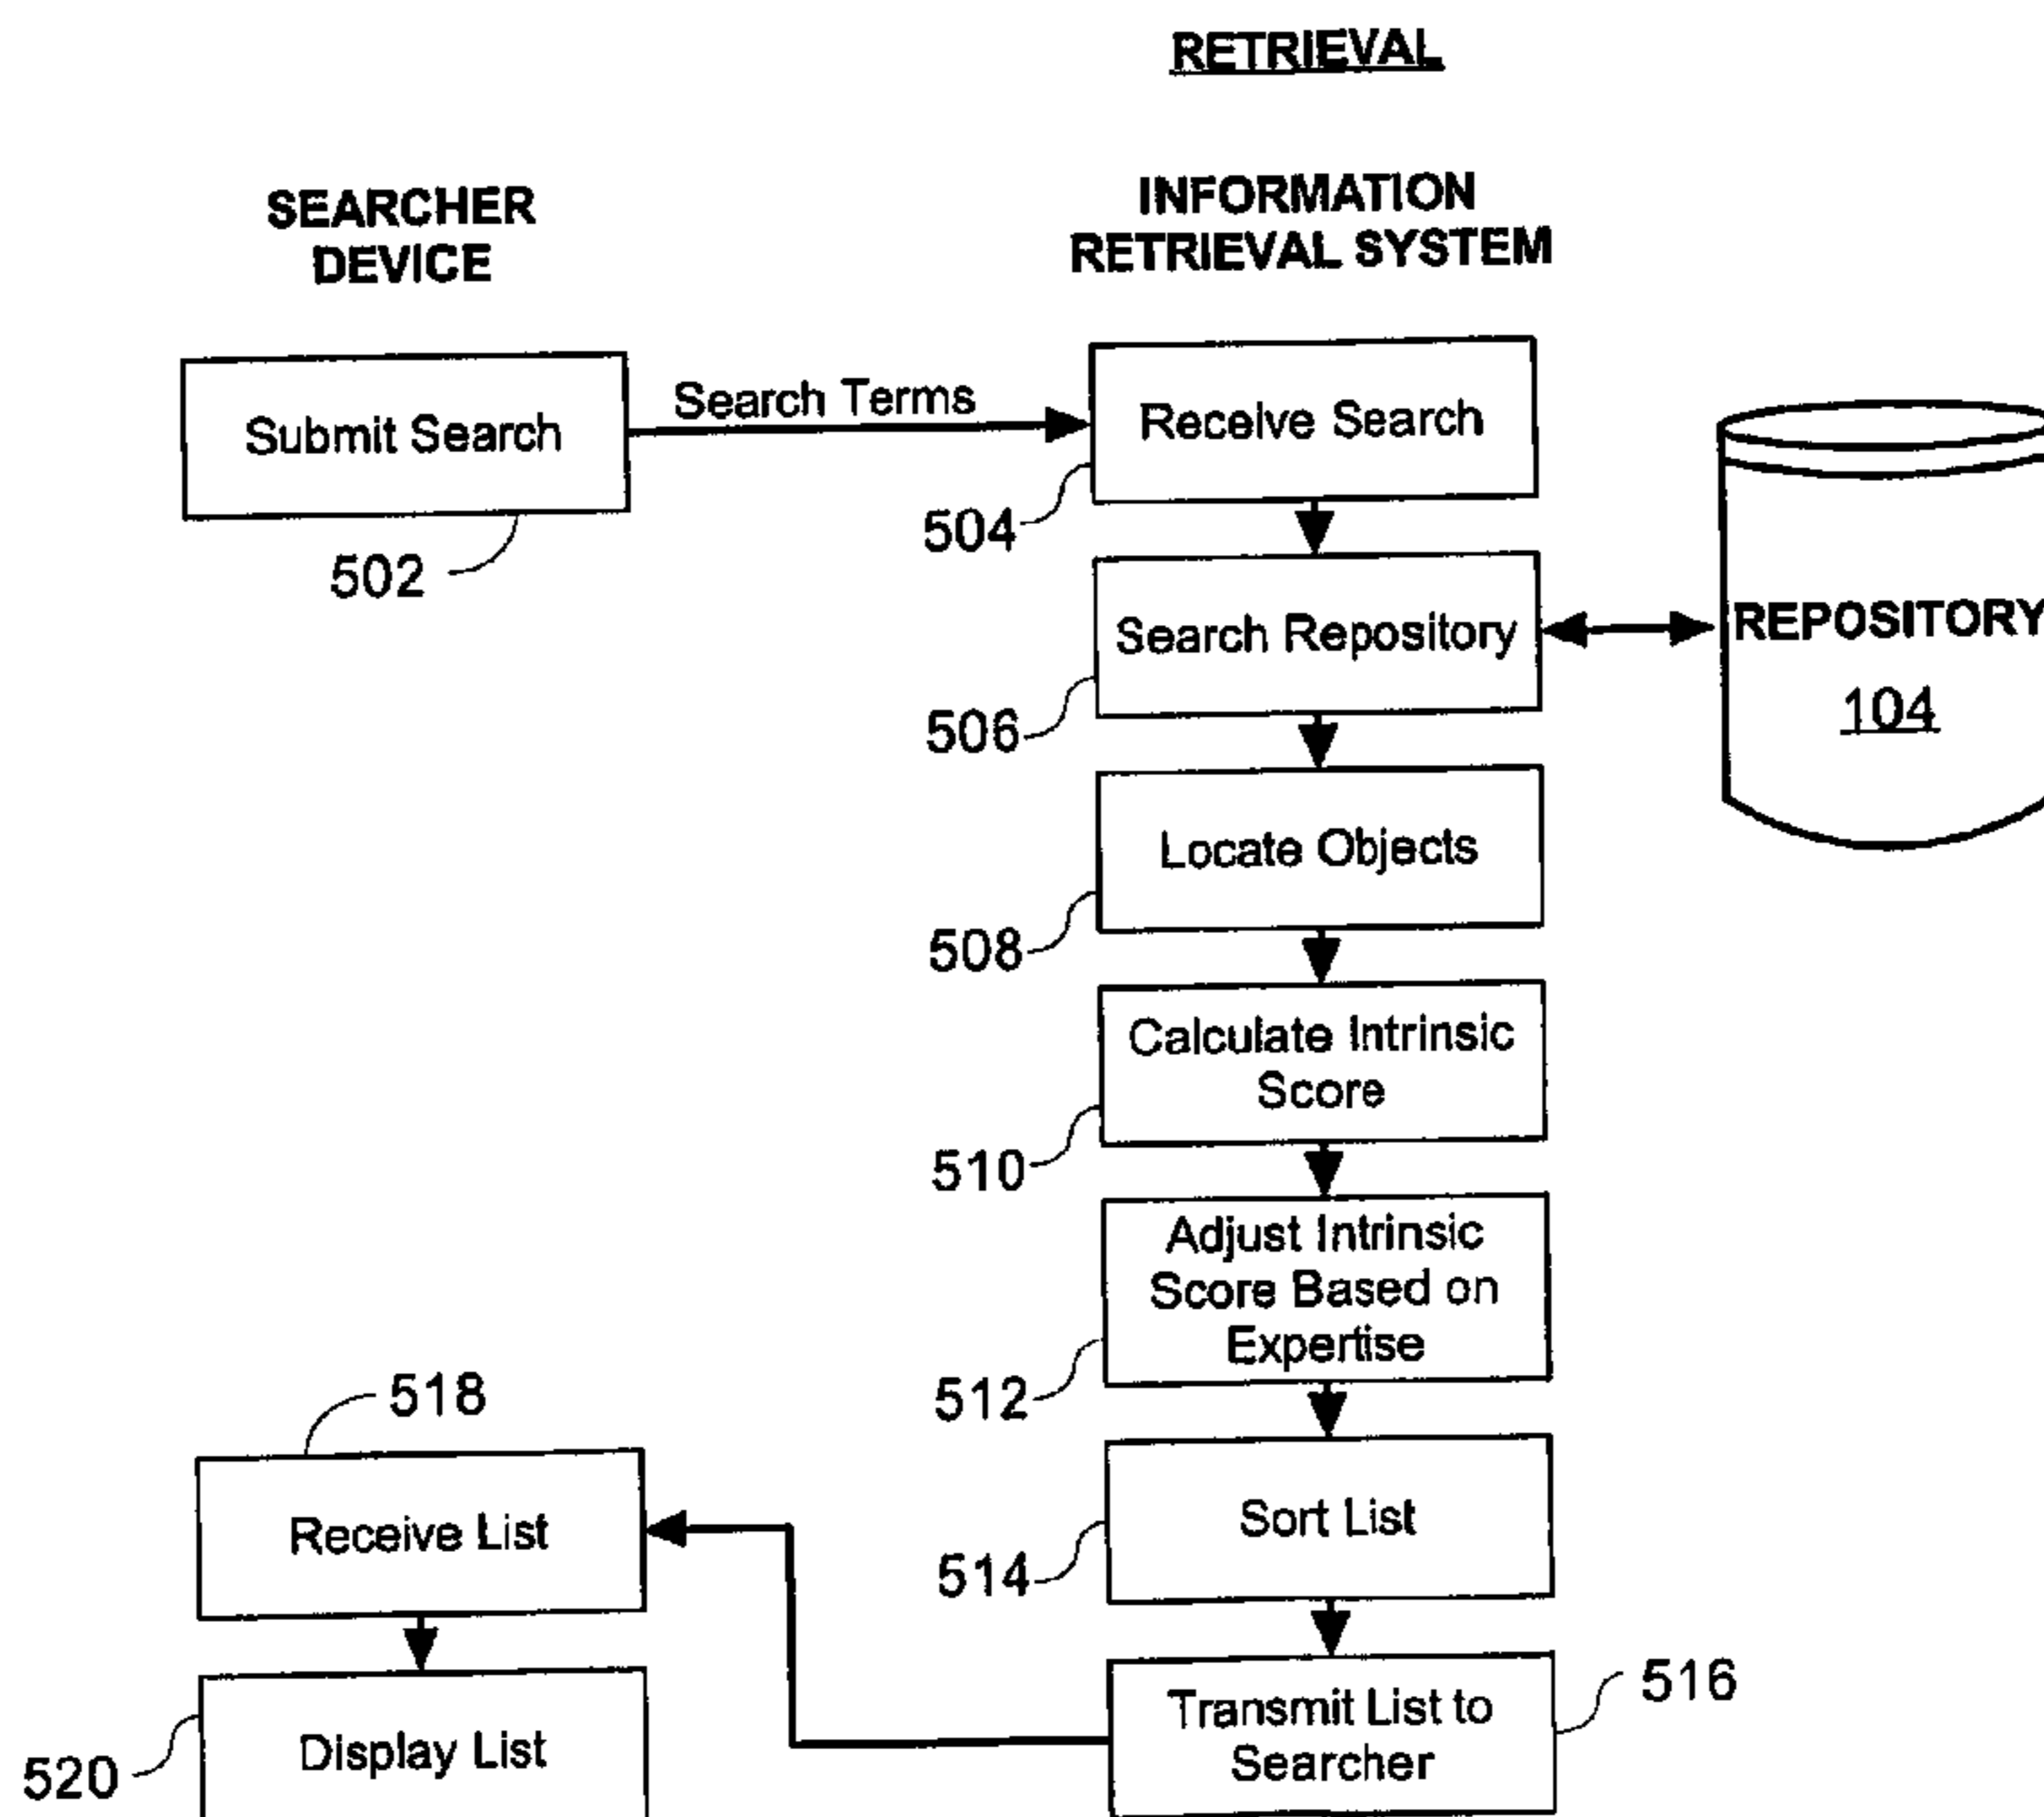 RETRIEVAL
SEARCHER
DEVICE
INFORMATION
RETRIEVAL SYSTEM
Submit Search
502
Search Terms
Receive Search
504
Search Repository
506
REPOSITORY
104
Locate Objects
508
Calculate Intrinsic
Score
510
Adjust Intrinsic
Score Based on
Expertise
512
Sort List
514
Transmit List to
Searcher
516
518
Receive List
Display List
520